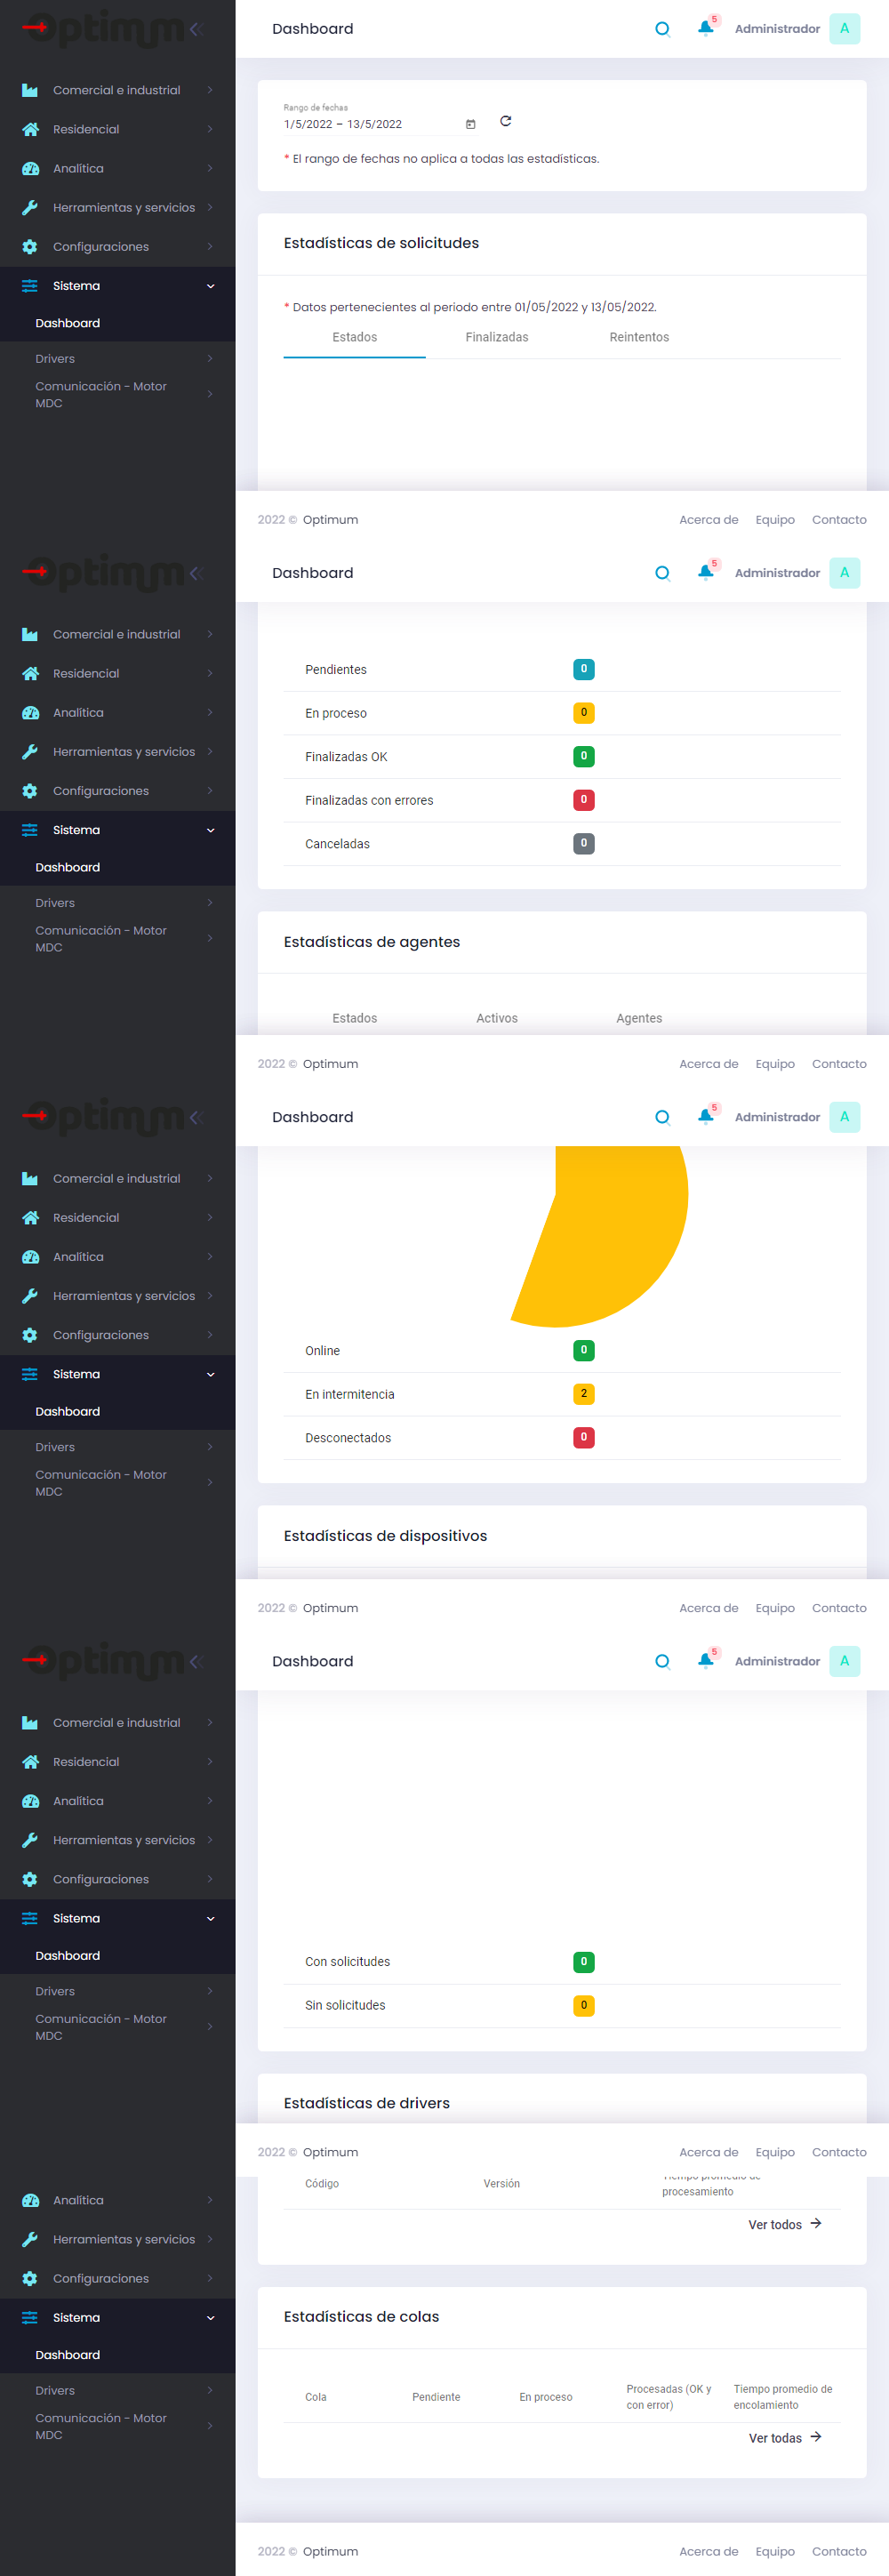 Optimum
Dashboard
5
Administrador
A
Comercial e industrial
Residencial
Analítica
Herramientas y servicios
Configuraciones
Sistema
Dashboard
Drivers
Comunicación - Motor
MDC
Rango de fechas
1/5/2022 – 13/5/2022
* El rango de fechas no aplica a todas las estadísticas.
Estadísticas de solicitudes
* Datos pertenecientes al periodo entre 01/05/2022 y 13/05/2022.
Estados Finalizadas Reintentos
2022 © Optimum
Acerca de Equipo Contacto
Optimum
Dashboard
5
Administrador
A
Comercial e industrial
Residencial
Analítica
Herramientas y servicios
Configuraciones
Sistema
Dashboard
Drivers
Comunicación - Motor
MDC
Pendientes 0
En proceso 0
Finalizadas OK 0
Finalizadas con errores 0
Canceladas 0
Estadísticas de agentes
Estados Activos Agentes
2022 © Optimum
Acerca de Equipo Contacto
Optimum
Dashboard
5
Administrador
A
Comercial e industrial
Residencial
Analítica
Herramientas y servicios
Configuraciones
Sistema
Dashboard
Drivers
Comunicación - Motor
MDC
Online 0
En intermitencia 2
Desconectados 0
Estadísticas de dispositivos
2022 © Optimum
Acerca de Equipo Contacto
Optimum
Dashboard
5
Administrador
A
Comercial e industrial
Residencial
Analítica
Herramientas y servicios
Configuraciones
Sistema
Dashboard
Drivers
Comunicación - Motor
MDC
Con solicitudes 0
Sin solicitudes 0
Estadísticas de drivers
2022 © Optimum
Acerca de Equipo Contacto
Analítica
Herramientas y servicios
Configuraciones
Sistema
Dashboard
Drivers
Comunicación - Motor
MDC
Código Versión Tiempo promedio de
procesamiento
Ver todos
Estadísticas de colas
Cola Pendiente En proceso Procesadas (OK y
con error) Tiempo promedio de
encolamiento
Ver todas
2022 © Optimum
Acerca de Equipo Contacto